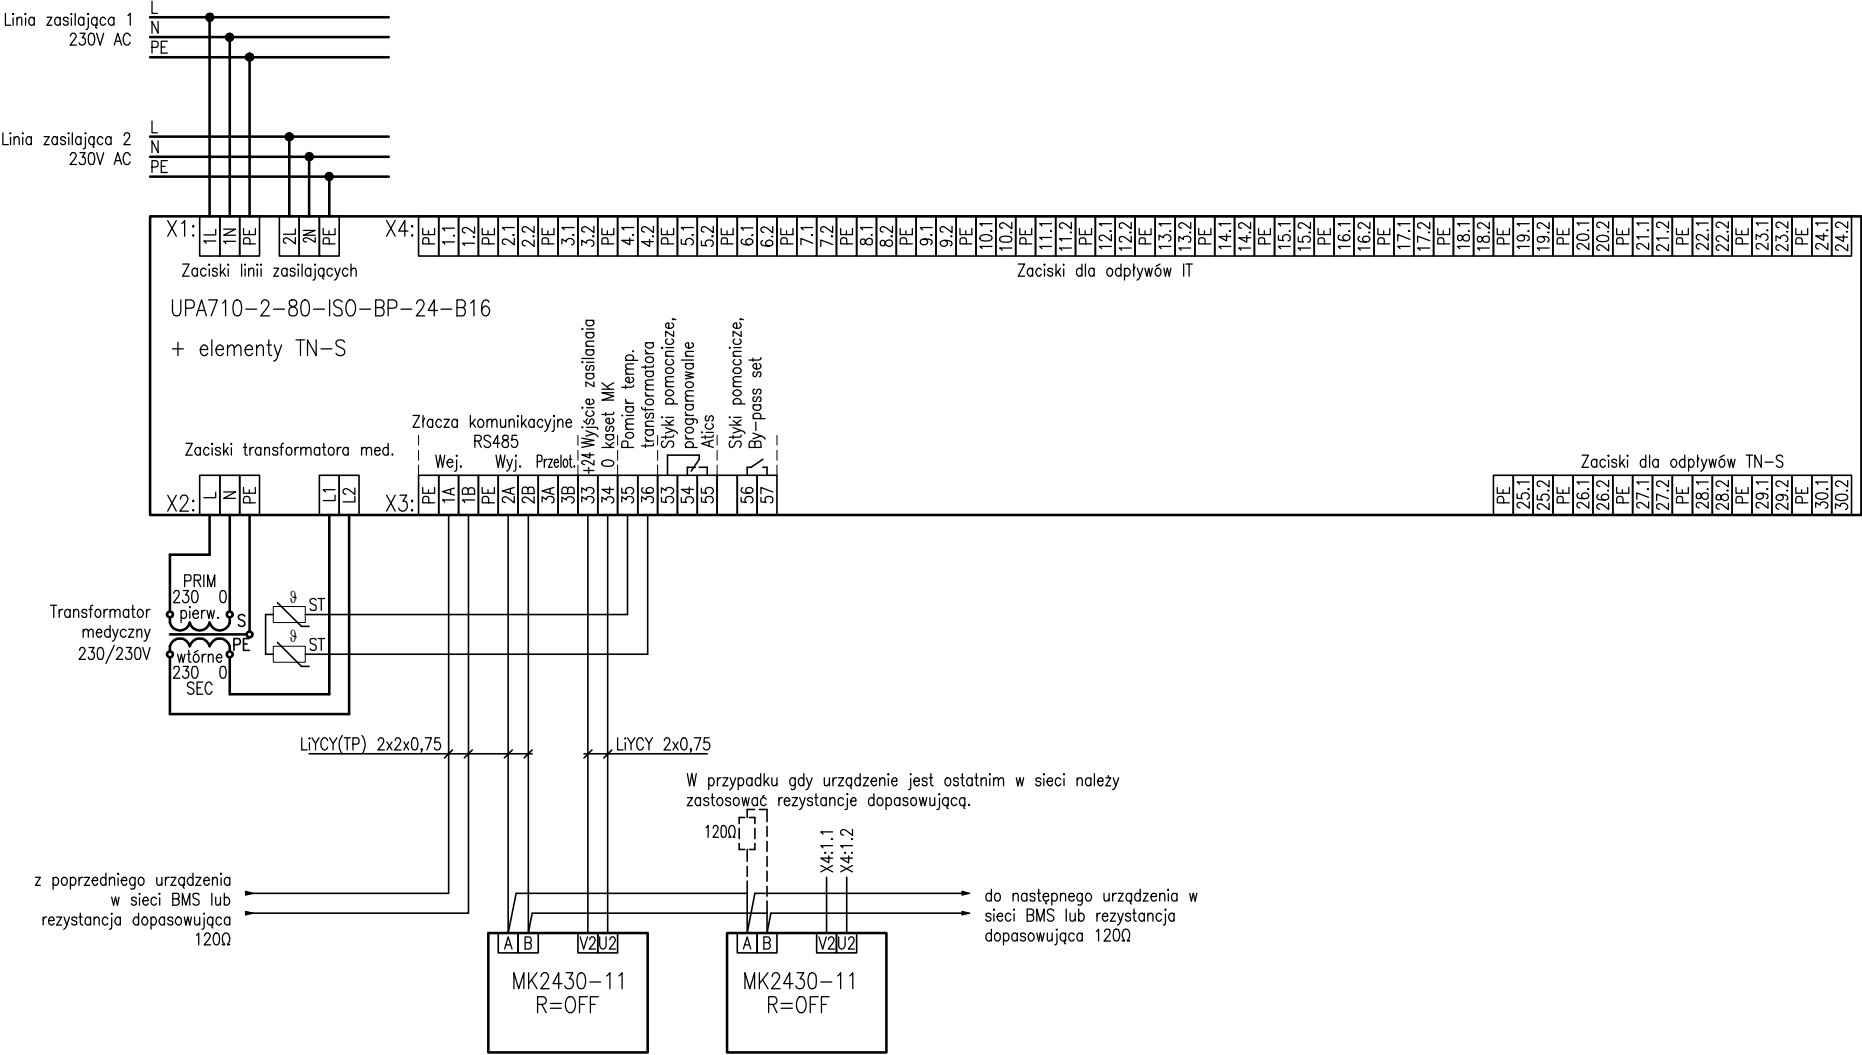 Linia zasilająca 1
230V AC
L
N
PE
Linia zasilająca 2
230V AC
L
N
PE
X1: 1L 1N PE 2L 2N PE
X4: PE 1.1 1.2 PE 2.1 2.2 PE 3.1 3.2 PE 4.1 4.2 PE 5.1 5.2 PE 6.1 6.2 PE 7.1 7.2 PE 8.1 8.2 PE 9.1 9.2 PE 10.1 10.2 PE 11.1 11.2 PE 12.1 12.2 PE 13.1 13.2 PE 14.1 14.2 PE 15.1 15.2 PE 16.1 16.2 PE 17.1 17.2 PE 18.1 18.2 PE 19.1 19.2 PE 20.1 20.2 PE 21.1 21.2 PE 22.1 22.2 PE 23.1 23.2 PE 24.1 24.2
Zaciski linii zasilających
Zaciski dla odpływów IT
UPA710-2-80-ISO-BP-24-B16
+ elementy TN-S
Złącza komunikacyjne
RS485
Wej. Wyj. Przelot.
+24 Wyjście zasilanaia
0 kaset MK
Pomiar temp.
transformatora
Styki pomocnicze,
programowalne
Atics
Styki pomocnicze,
By-pass set
Zaciski transformatora med.
Zaciski dla odpływów TN-S
X2: L N PE L1 L2
X3: PE 1A 1B PE 2A 2B 3A 3B 33 34 35 36 53 54 55 56 57
PE 25.1 25.2 PE 26.1 26.2 PE 27.1 27.2 PE 28.1 28.2 PE 29.1 29.2 PE 30.1 30.2
Transformator
medyczny
230/230V
PRIM
230 0
pierw.
S
PE
wtórne
230 0
SEC
ϑ ST
ϑ ST
LiYCY(TP) 2x2x0,75
LiYCY 2x0,75
W przypadku gdy urządzenie jest ostatnim w sieci należy
zastosować rezystancje dopasowującą.
120Ω
X4:1.1
X4:1.2
z poprzedniego urządzenia
w sieci BMS lub
rezystancja dopasowująca
120Ω
do następnego urządzenia w
sieci BMS lub rezystancja
dopasowująca 120Ω
A B V2 U2
MK2430-11
R=OFF
A B V2 U2
MK2430-11
R=OFF